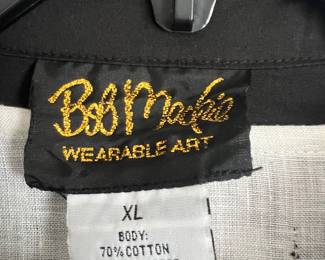 Bob Mackie
WEARABLE ART
XL
BODY:
70% COTTON